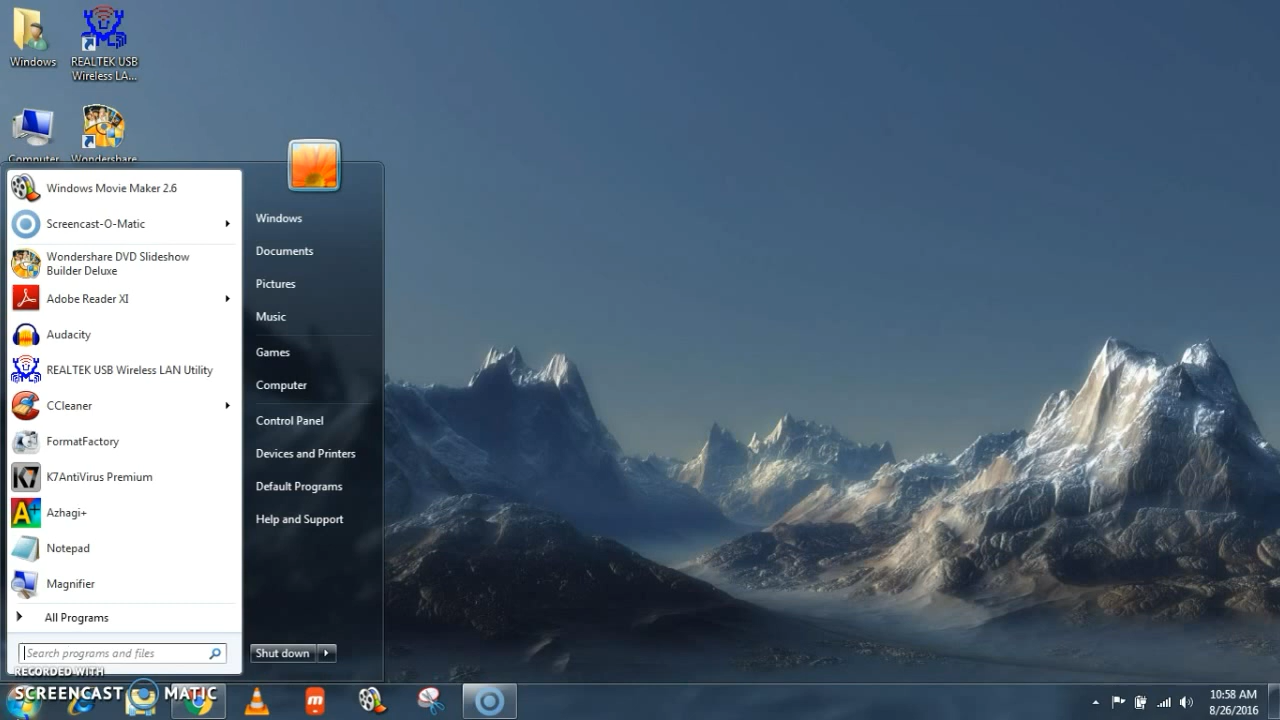 Windows
REALTEK USB
Wireless LA...
Computer
Wondershare
Windows Movie Maker 2.6
Screencast-O-Matic
Wondershare DVD Slideshow
Builder Deluxe
Adobe Reader XI
Audacity
REALTEK USB Wireless LAN Utility
CCleaner
FormatFactory
K7AntiVirus Premium
Azhagi+
Notepad
Magnifier
All Programs
Search programs and files
Windows
Documents
Pictures
Music
Games
Computer
Control Panel
Devices and Printers
Default Programs
Help and Support
Shut down
RECORDED WITH
SCREENCAST MATIC
10:58 AM
8/26/2016